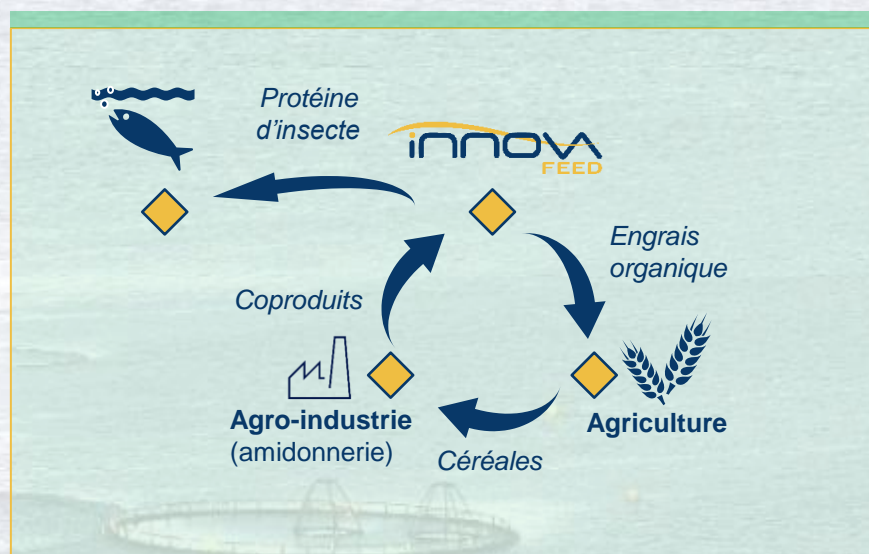 Protéine
d'insecte
innovA
FEED
Engrais
organique
Coproduits
Agro-industrie
(amidonnerie)
Agriculture
Céréales